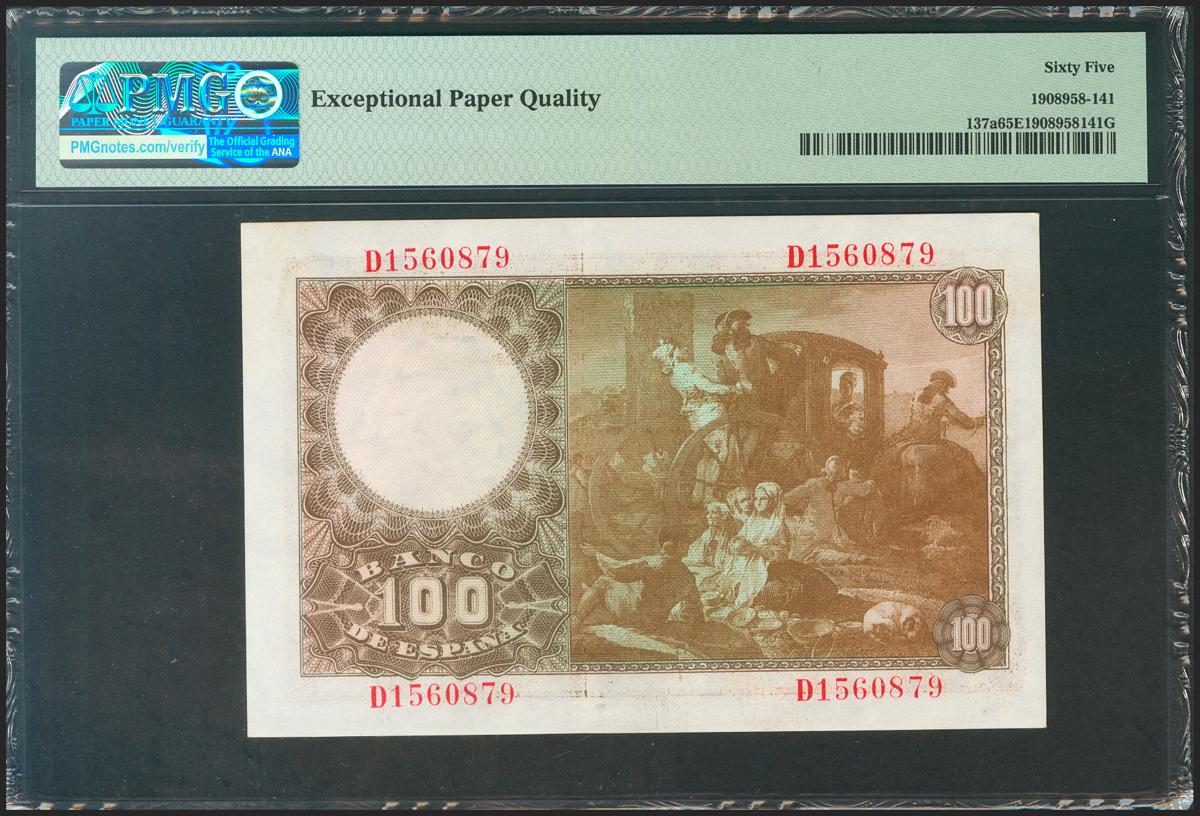 PMG
PAPER MONEY GUARANTY
PMGnotes.com/verify
The Official Grading
Service of the ANA
Exceptional Paper Quality
Sixty Five
1908958-141
137a65E1908958141G
D1560879
D1560879
100
BANCO
100
DE ESPAÑA
100
D1560879
D1560879